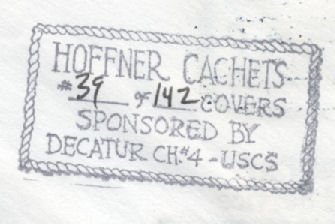 HOFFNER CACHETS
# 39 of 142 COVERS
SPONSORED BY
DECATUR CH.#4 - USCS